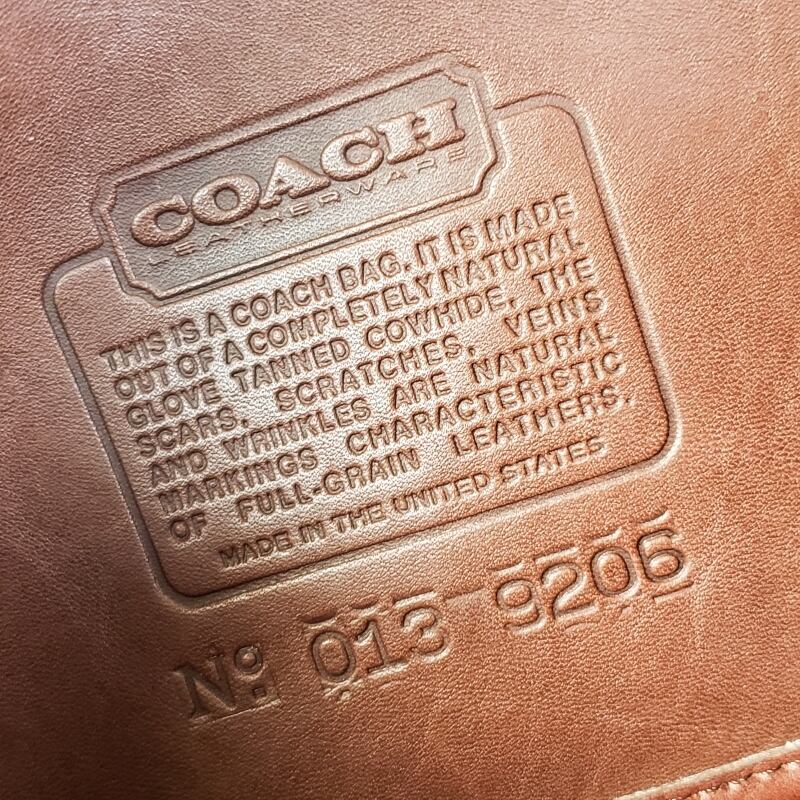 COACH
LEATHERWARE
THIS IS A COACH BAG. IT IS MADE
OUT OF A COMPLETELY NATURAL
GLOVE TANNED COWHIDE, THE
SCARS, SCRATCHES, VEINS
AND WRINKLES ARE NATURAL
MARKINGS CHARACTERISTIC
OF FULL-GRAIN LEATHERS.
MADE IN THE UNITED STATES
No: 013 9206